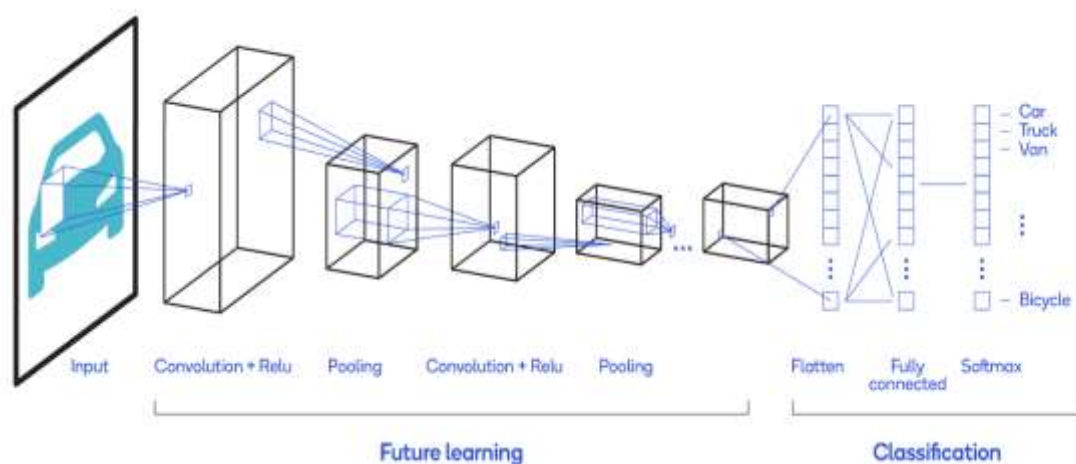 Car
Truck
Van
Bicycle
Input
Convolution + Relu
Pooling
Convolution + Relu
Pooling
Flatten
Fully
connected
Softmax
Future learning
Classification